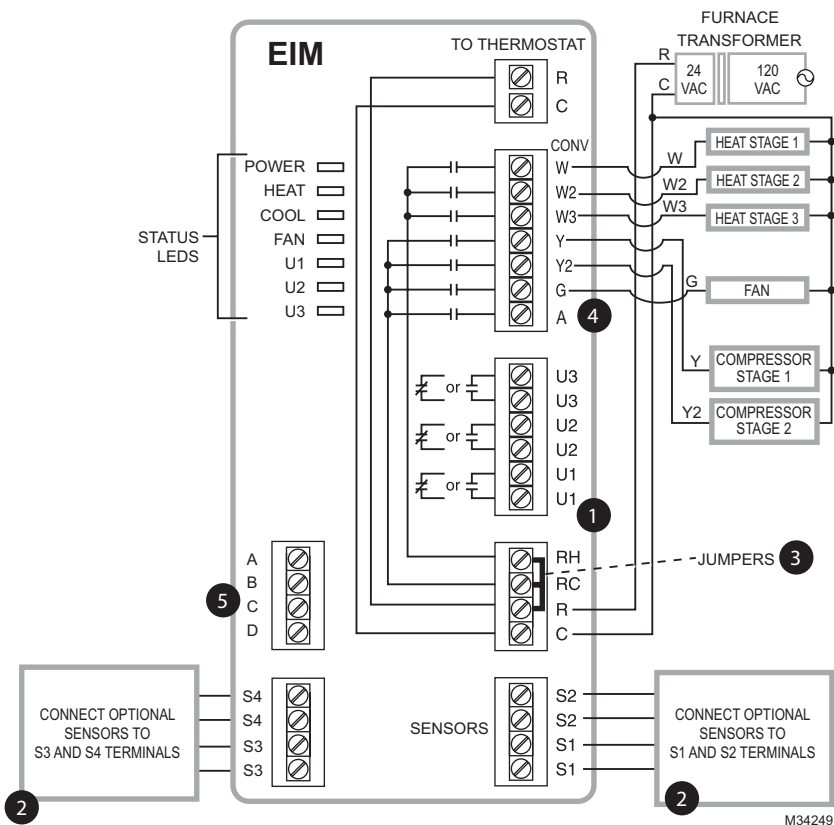 EIM
TO THERMOSTAT
R
C
FURNACE
TRANSFORMER
R
C
24
VAC
120
VAC
STATUS
LEDS
POWER
HEAT
COOL
FAN
U1
U2
U3
CONV
W
W2
W3
Y
Y2
G
A
4
W
W2
W3
G
Y
Y2
HEAT STAGE 1
HEAT STAGE 2
HEAT STAGE 3
FAN
COMPRESSOR
STAGE 1
COMPRESSOR
STAGE 2
or
or
or
U3
U3
U2
U2
U1
U1
1
RH
RC
R
C
JUMPERS
3
A
B
C
D
5
CONNECT OPTIONAL
SENSORS TO
S3 AND S4 TERMINALS
2
S4
S4
S3
S3
SENSORS
S2
S2
S1
S1
CONNECT OPTIONAL
SENSORS TO
S1 AND S2 TERMINALS
2
M34249